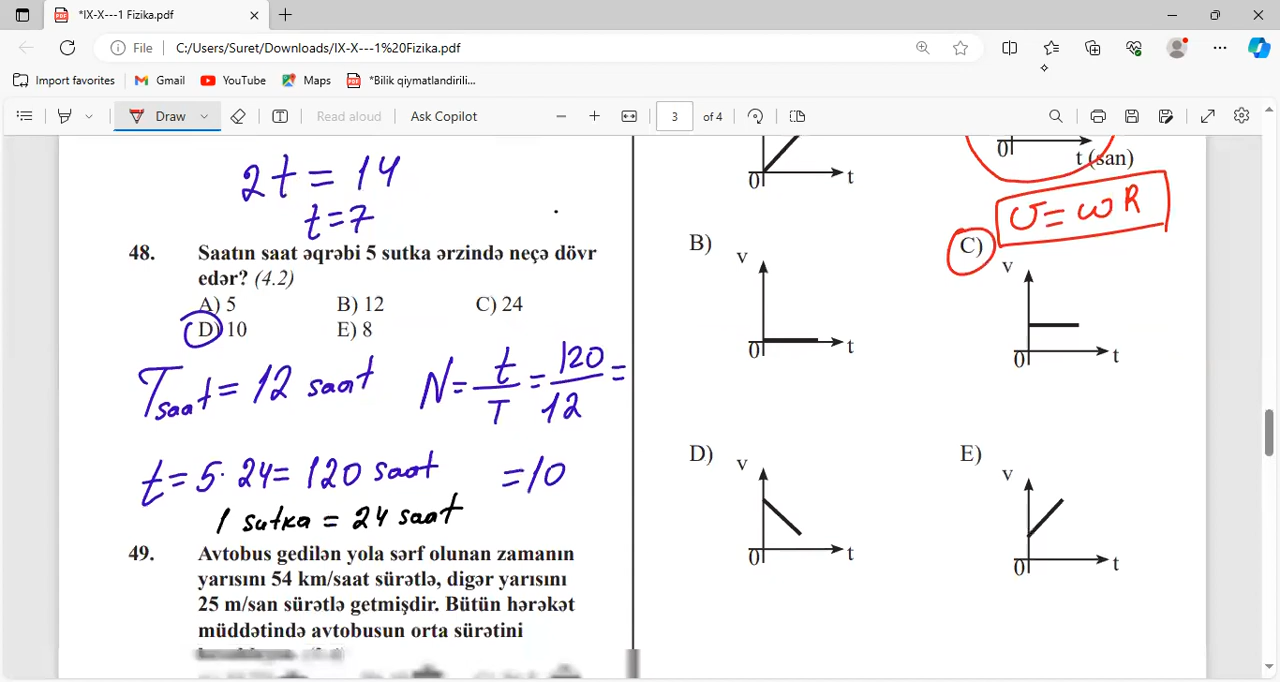 *IX-X---1 Fizika.pdf
File C:/Users/Suret/Downloads/IX-X---1%20Fizika.pdf
Import favorites Gmail YouTube Maps *Bilik qiymatlandirili...
Draw Read aloud Ask Copilot 3 of 4
2t = 14
t = 7
48. Saatın saat əqrəbi 5 sutka ərzində neçə dövr
edər? (4.2)
A) 5 B) 12 C) 24
D) 10 E) 8
Tsaat = 12 saat N = t/T = 120/12 =
t = 5 · 24 = 120 saat = 10
1 sutka = 24 saat
49. Avtobus gedilən yola sərf olunan zamanın
yarısını 54 km/saat sürətlə, digər yarısını
25 m/san sürətlə getmişdir. Bütün hərəkət
müddətində avtobusun orta sürətini
0 t
0 t (san)
υ = ωR
B) v 0 t
C) v 0 t
D) v 0 t
E) v 0 t